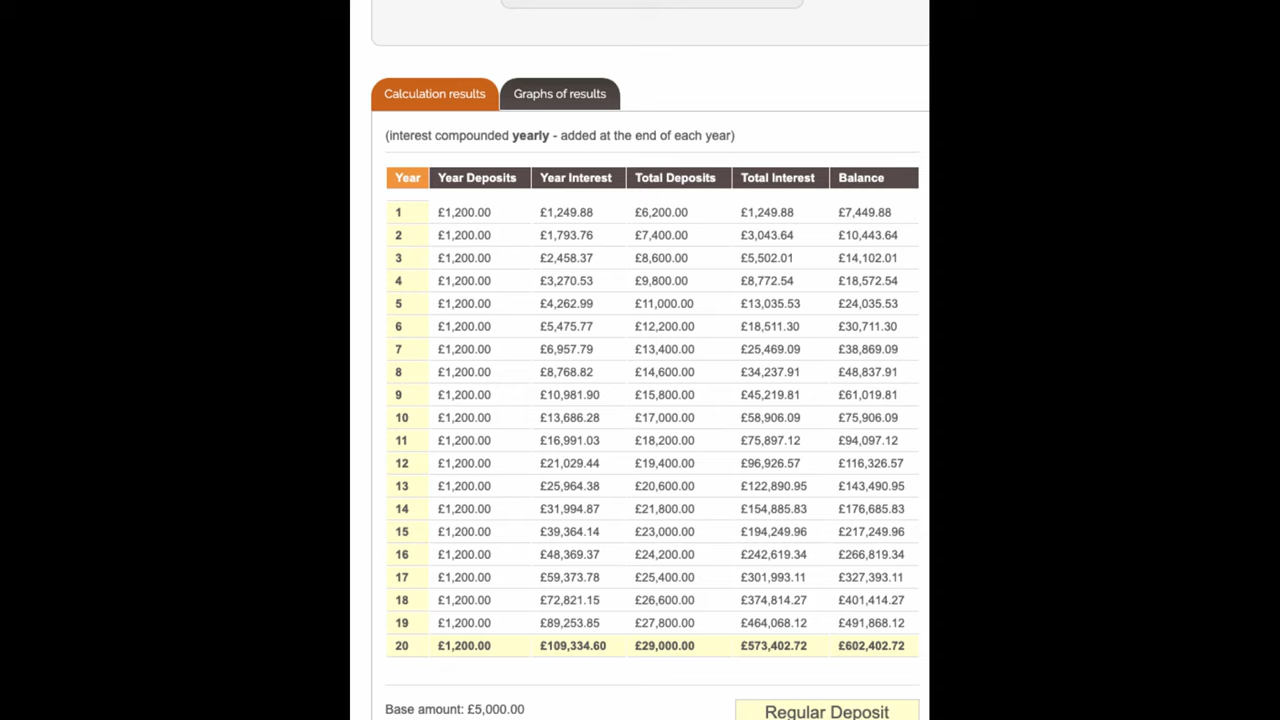 Calculation results Graphs of results
(interest compounded yearly - added at the end of each year)
Year Year Deposits Year Interest Total Deposits Total Interest Balance
1 £1,200.00 £1,249.88 £6,200.00 £1,249.88 £7,449.88
2 £1,200.00 £1,793.76 £7,400.00 £3,043.64 £10,443.64
3 £1,200.00 £2,458.37 £8,600.00 £5,502.01 £14,102.01
4 £1,200.00 £3,270.53 £9,800.00 £8,772.54 £18,572.54
5 £1,200.00 £4,262.99 £11,000.00 £13,035.53 £24,035.53
6 £1,200.00 £5,475.77 £12,200.00 £18,511.30 £30,711.30
7 £1,200.00 £6,957.79 £13,400.00 £25,469.09 £38,869.09
8 £1,200.00 £8,768.82 £14,600.00 £34,237.91 £48,837.91
9 £1,200.00 £10,981.90 £15,800.00 £45,219.81 £61,019.81
10 £1,200.00 £13,686.28 £17,000.00 £58,906.09 £75,906.09
11 £1,200.00 £16,991.03 £18,200.00 £75,897.12 £94,097.12
12 £1,200.00 £21,029.44 £19,400.00 £96,926.57 £116,326.57
13 £1,200.00 £25,964.38 £20,600.00 £122,890.95 £143,490.95
14 £1,200.00 £31,994.87 £21,800.00 £154,885.83 £176,685.83
15 £1,200.00 £39,364.14 £23,000.00 £194,249.96 £217,249.96
16 £1,200.00 £48,369.37 £24,200.00 £242,619.34 £266,819.34
17 £1,200.00 £59,373.78 £25,400.00 £301,993.11 £327,393.11
18 £1,200.00 £72,821.15 £26,600.00 £374,814.27 £401,414.27
19 £1,200.00 £89,253.85 £27,800.00 £464,068.12 £491,868.12
20 £1,200.00 £109,334.60 £29,000.00 £573,402.72 £602,402.72
Base amount: £5,000.00
Regular Deposit